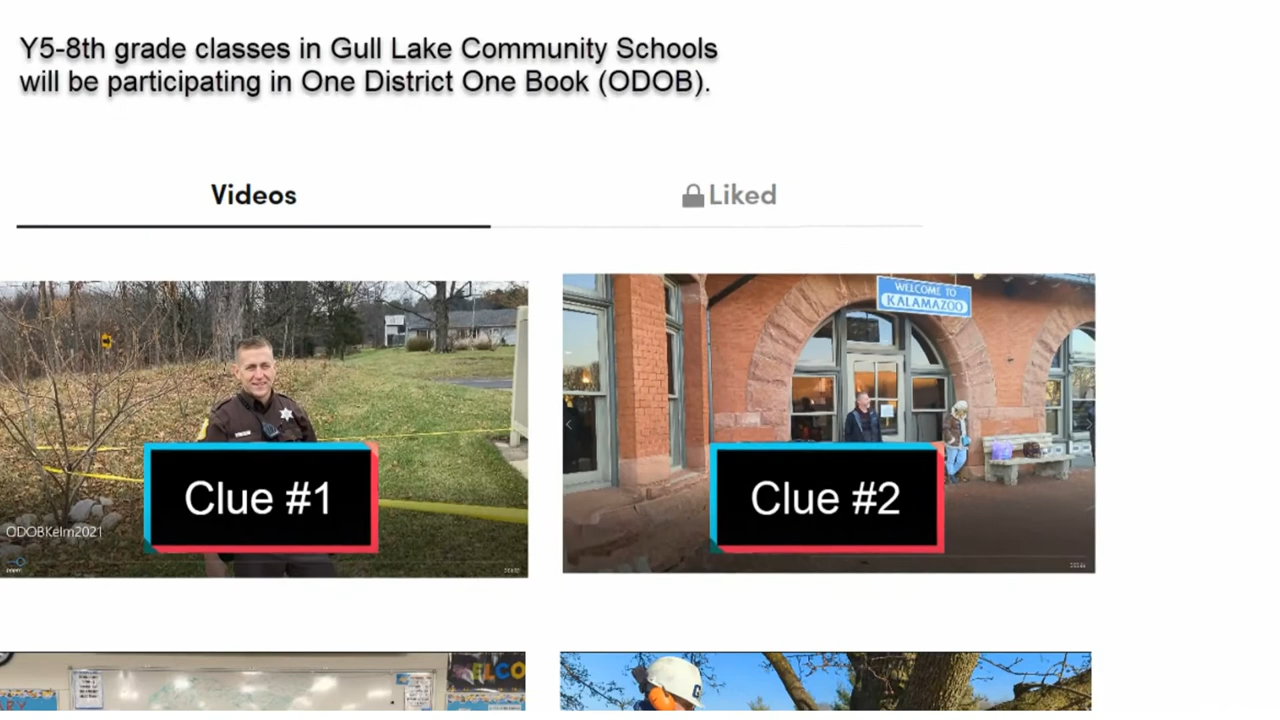 Y5-8th grade classes in Gull Lake Community Schools
will be participating in One District One Book (ODOB).
Videos
Liked
WELCOME TO
KALAMAZOO
Clue #1
Clue #2
ODOBKelm2021